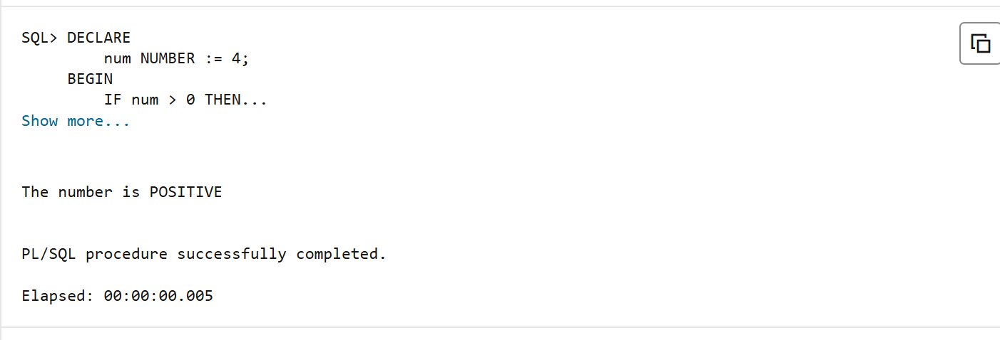 SQL> DECLARE
         num NUMBER := 4;
     BEGIN
         IF num > 0 THEN...
Show more...
The number is POSITIVE
PL/SQL procedure successfully completed.
Elapsed: 00:00:00.005